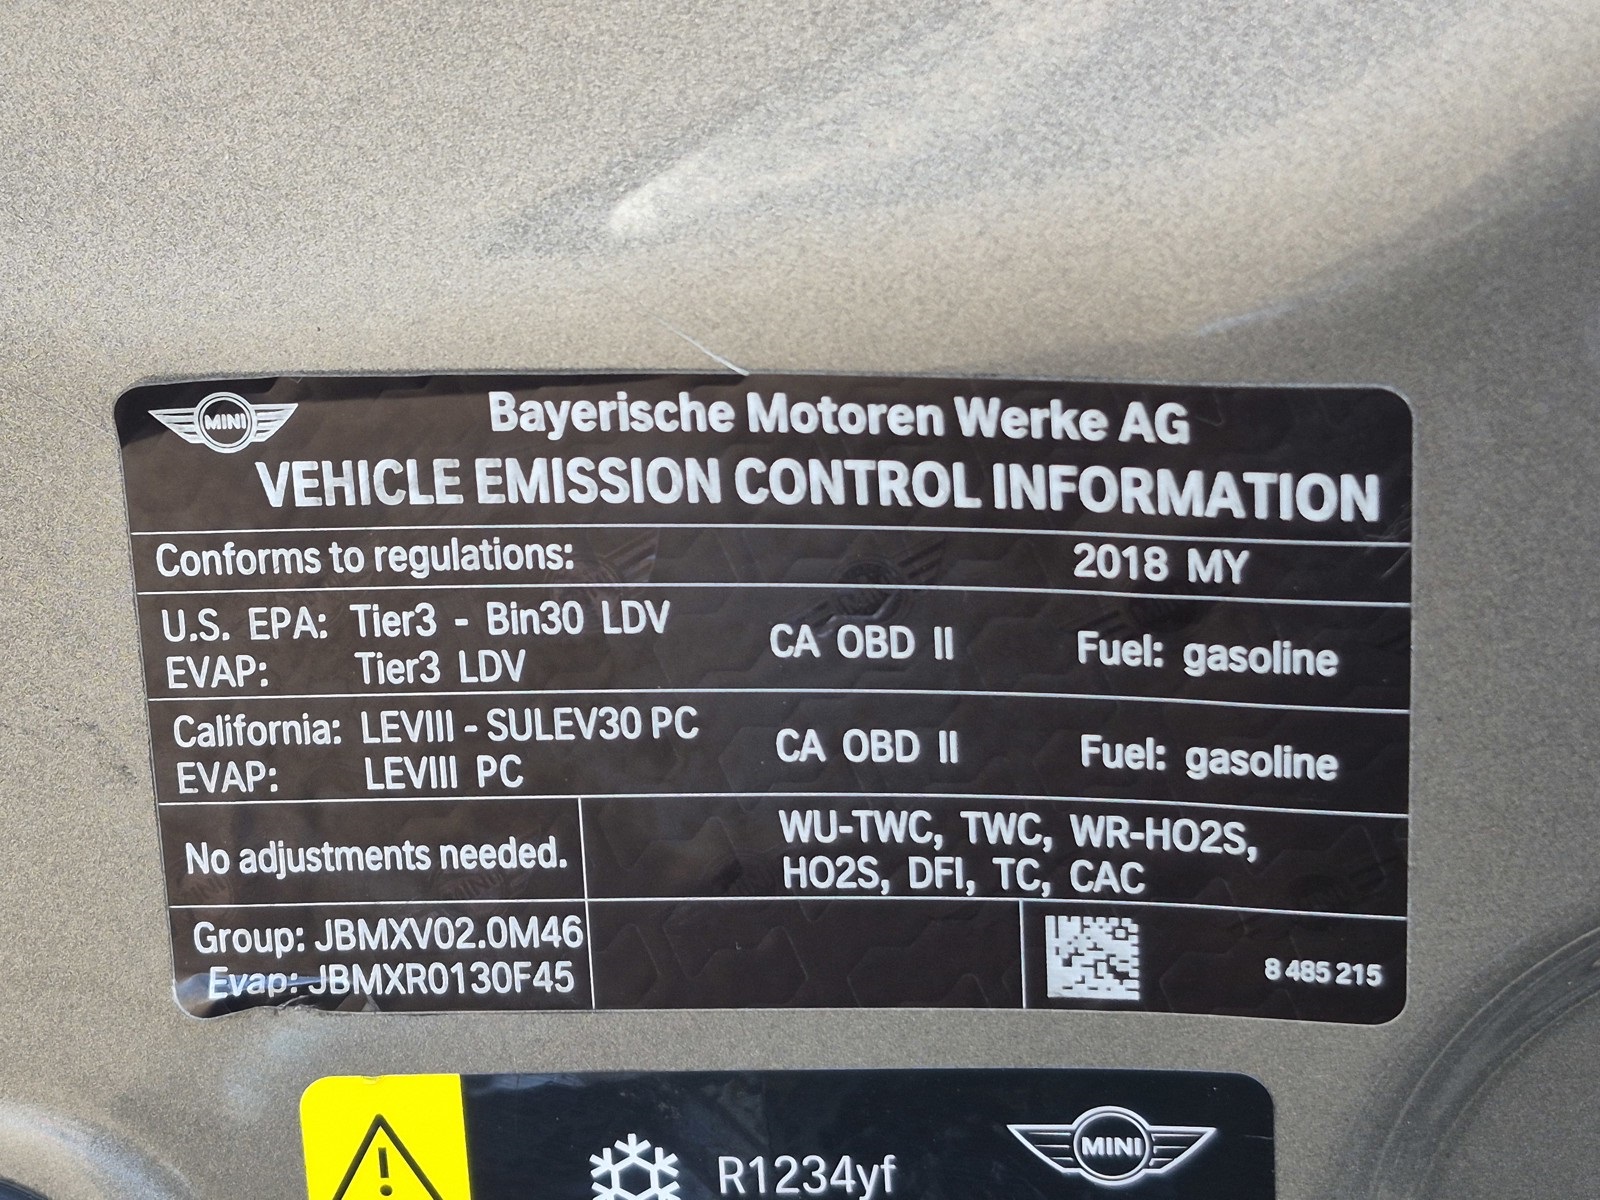 MINI
Bayerische Motoren Werke AG
VEHICLE EMISSION CONTROL INFORMATION
Conforms to regulations: 2018 MY
U.S. EPA: Tier3 - Bin30 LDV CA OBD II Fuel: gasoline
EVAP: Tier3 LDV
California: LEVIII - SULEV30 PC CA OBD II Fuel: gasoline
EVAP: LEVIII PC
No adjustments needed.
WU-TWC, TWC, WR-HO2S,
HO2S, DFI, TC, CAC
Group: JBMXV02.0M46
Evap: JBMXR0130F45
8 485 215
R1234yf
MINI